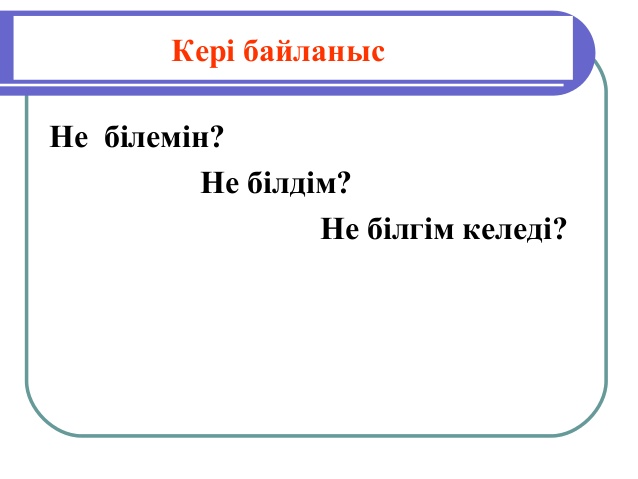 Кері байланыс
Не білемін?
Не білдім?
Не білгім келеді?